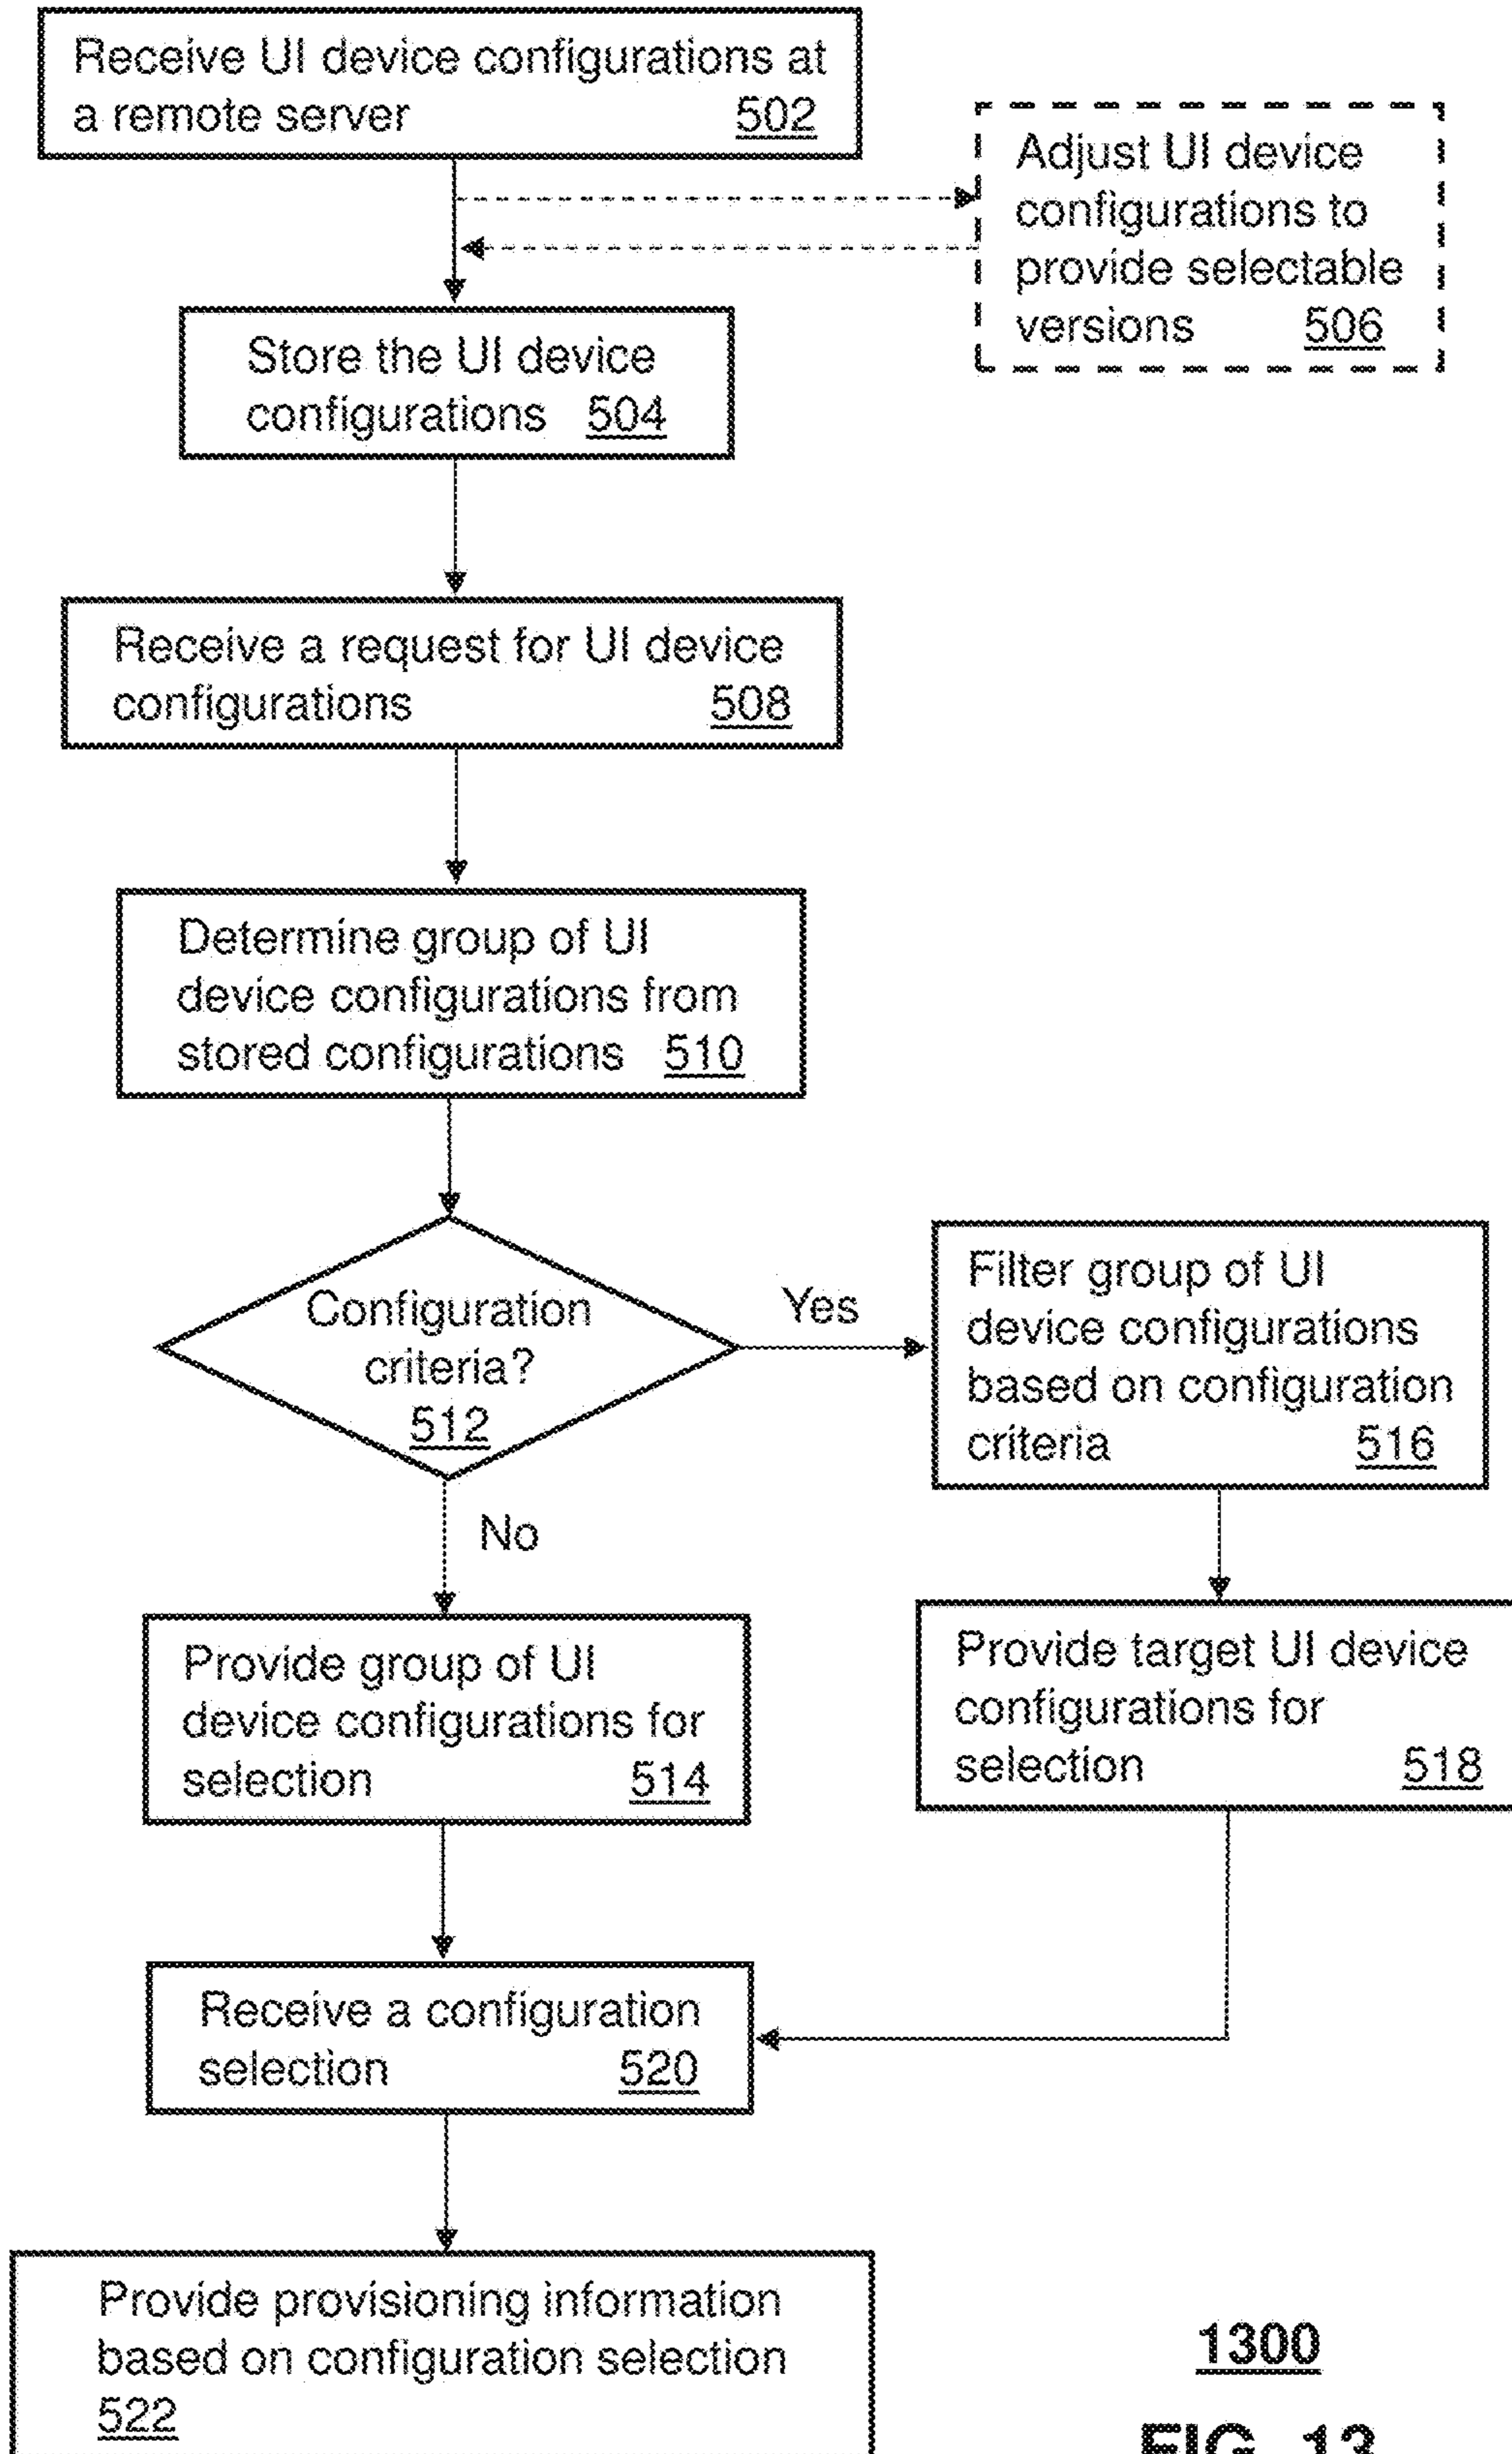 Receive UI device configurations at
a remote server 502
Adjust UI device
configurations to
provide selectable
versions 506
Store the UI device
configurations 504
Receive a request for UI device
configurations 508
Determine group of UI
device configurations from
stored configurations 510
Configuration
criteria?
512
Yes
Filter group of UI
device configurations
based on configuration
criteria 516
No
Provide group of UI
device configurations for
selection 514
Provide target UI device
configurations for
selection 518
Receive a configuration
selection 520
Provide provisioning information
based on configuration selection
522
1300
FIG. 13